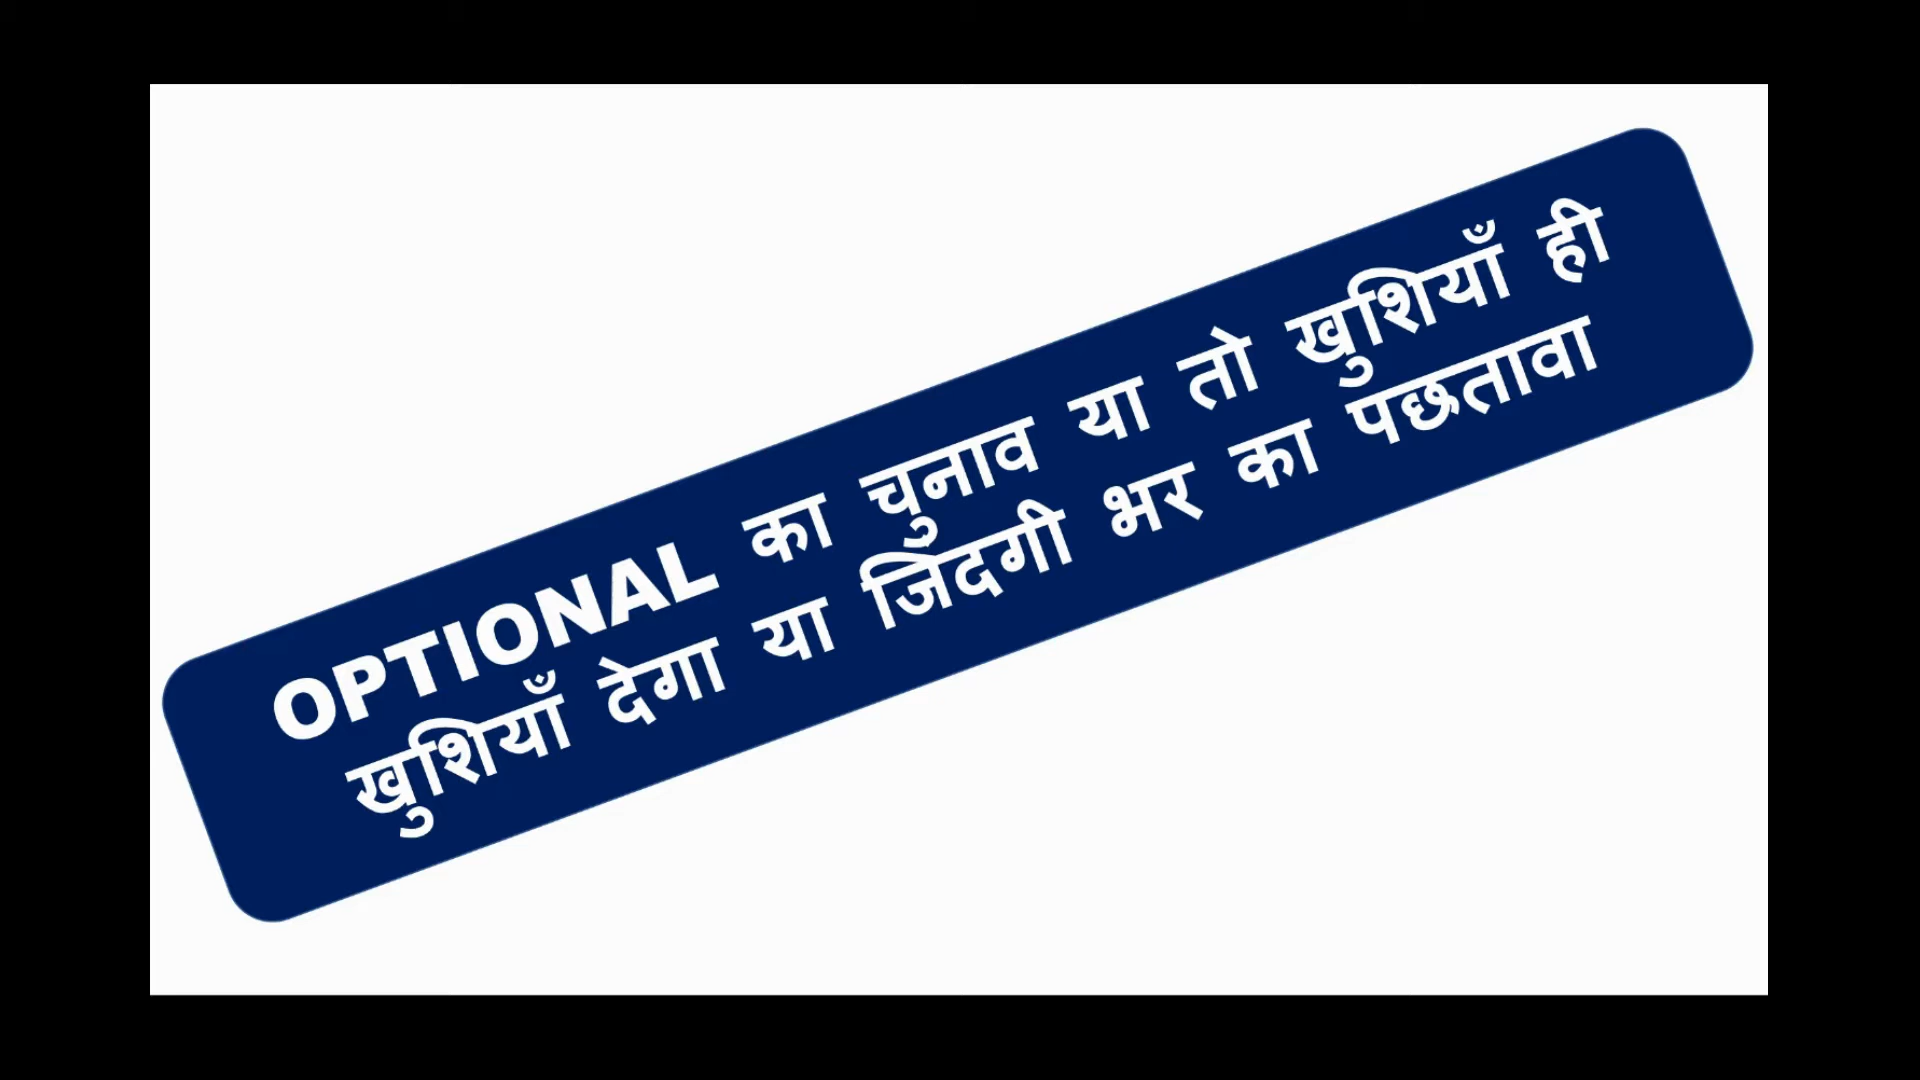 OPTIONAL का चुनाव या तो खुशियाँ ही
खुशियाँ देगा या जिंदगी भर का पछतावा